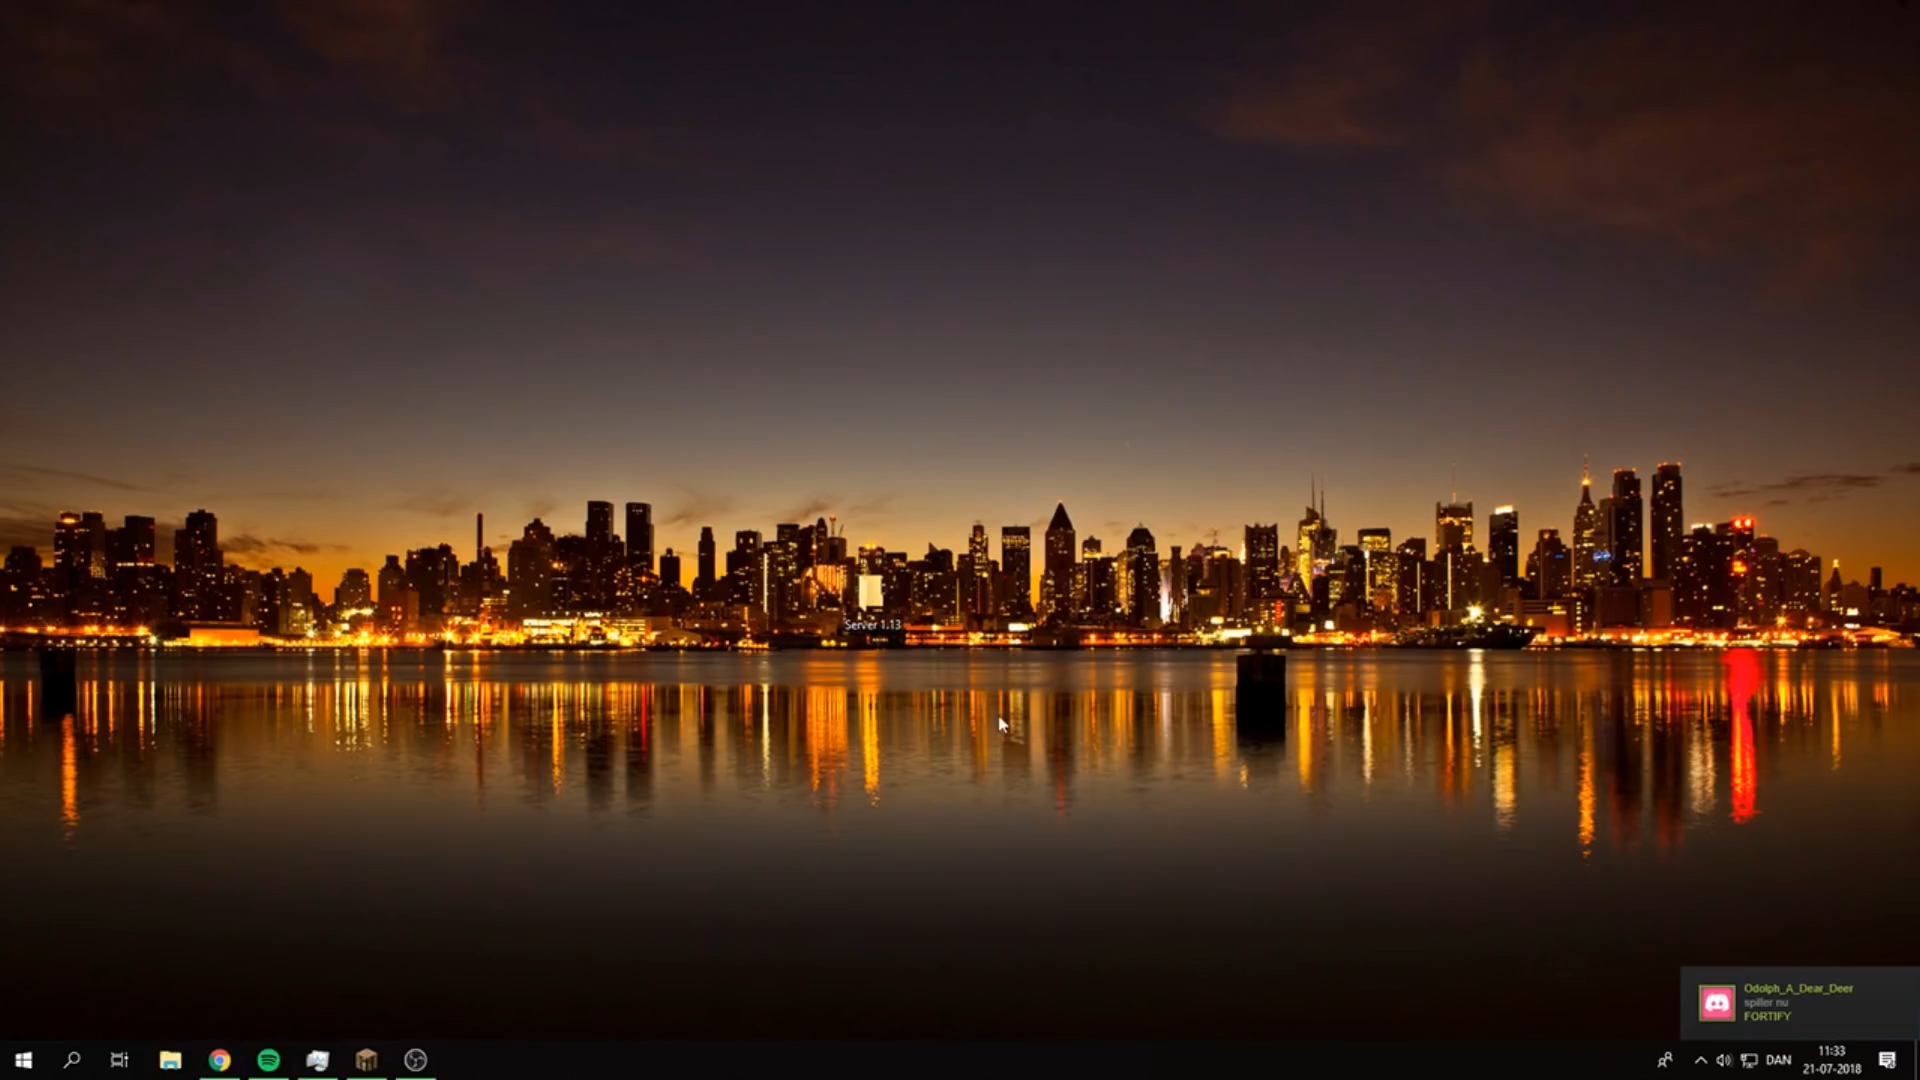 Server 1.13
Odolph_A_Dear_Deer
spiller nu
FORTIFY
DAN
11:33
21-07-2018